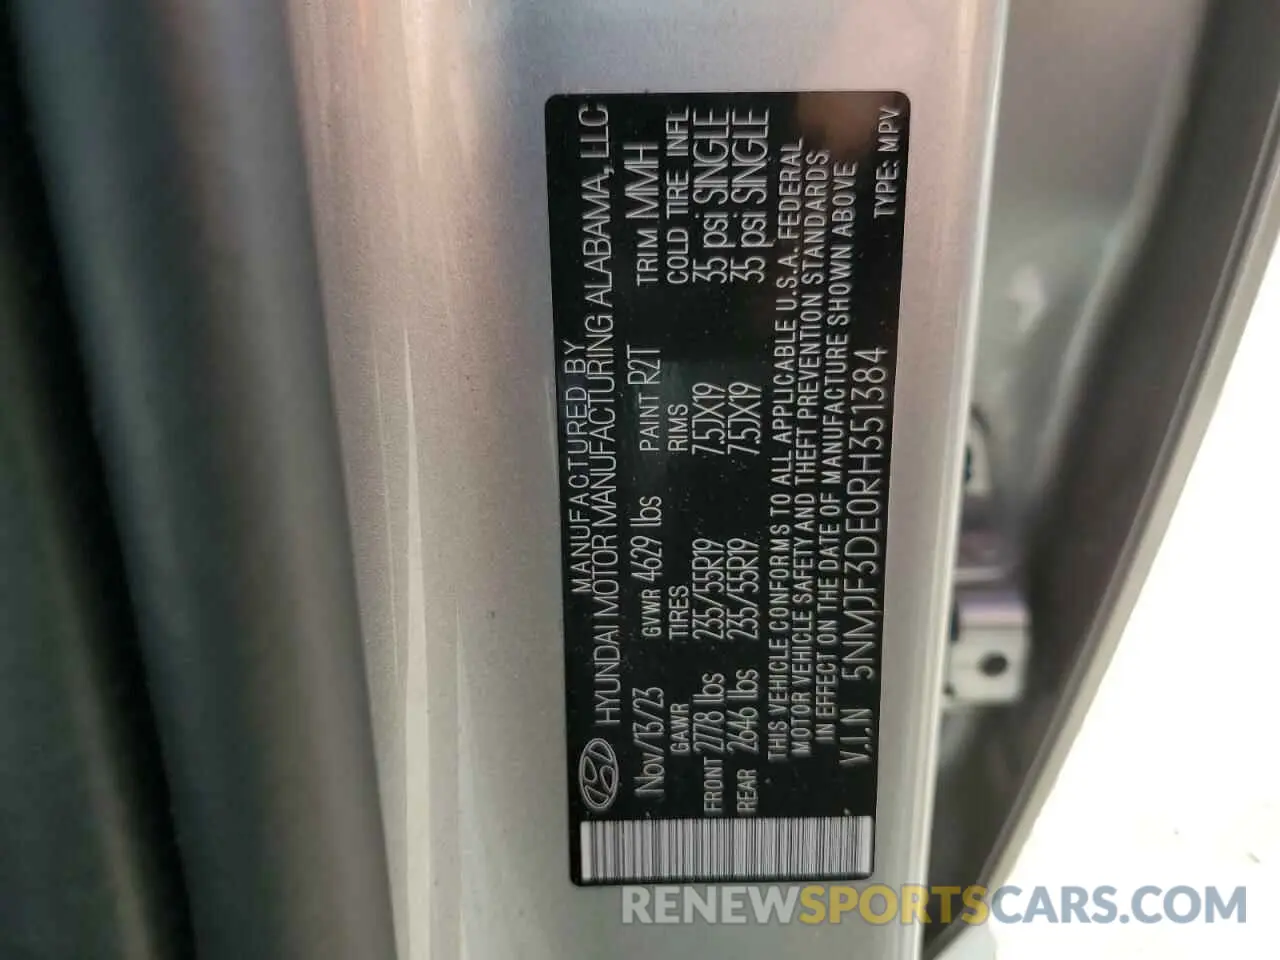 MANUFACTURED BY
HYUNDAI MOTOR MANUFACTURING ALABAMA, LLC
Nov/13/23 GVWR 4629 lbs PAINT R2T TRIM MMH
GAWR TIRES RIMS COLD TIRE INFL
FRONT 2778 lbs 235/55R19 7.5JX19 35 psi SINGLE
REAR 2646 lbs 235/55R19 7.5JX19 35 psi SINGLE
THIS VEHICLE CONFORMS TO ALL APPLICABLE U.S.A. FEDERAL
MOTOR VEHICLE SAFETY AND THEFT PREVENTION STANDARDS
IN EFFECT ON THE DATE OF MANUFACTURE SHOWN ABOVE
V.I.N 5NMJF3DE0RH351384 TYPE: MPV
RENEWSPORTSCARS.COM